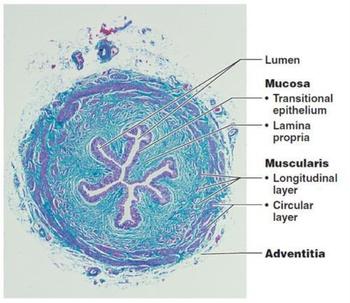 Lumen
Mucosa
• Transitional
epithelium
• Lamina
propria
Muscularis
• Longitudinal
layer
• Circular
layer
Adventitia